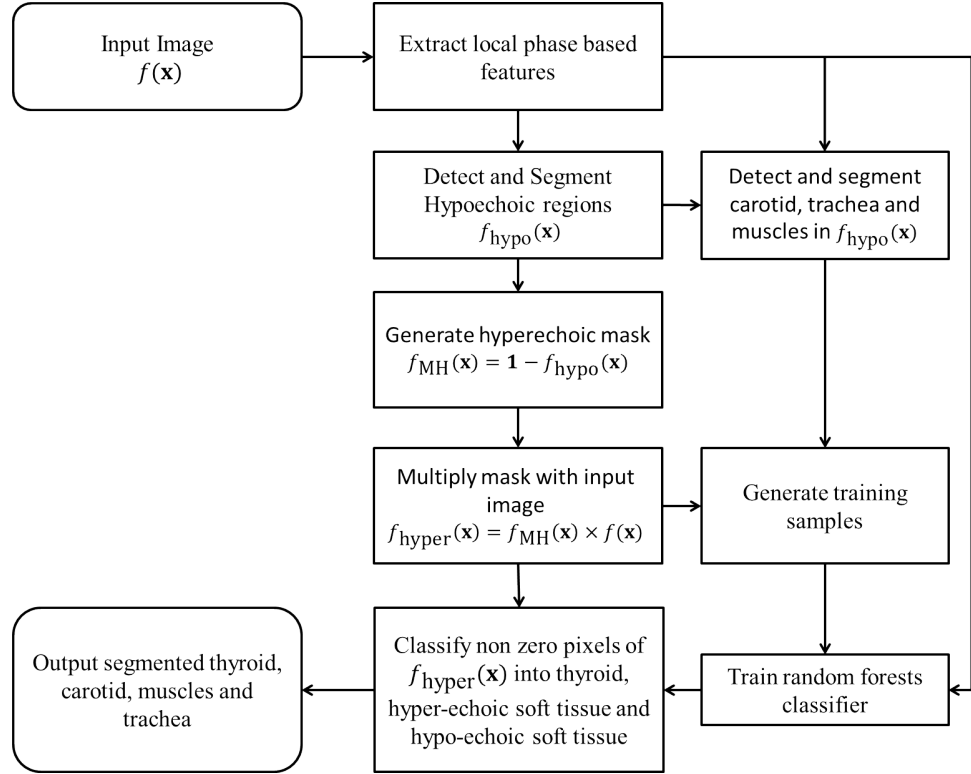 Input Image
f(𝐱)
Extract local phase based
features
Detect and Segment
Hypoechoic regions
f_hypo(𝐱)
Detect and segment
carotid, trachea and
muscles in f_hypo(𝐱)
Generate hyperechoic mask
f_MH(𝐱) = 𝟏 − f_hypo(𝐱)
Multiply mask with input
image
f_hyper(𝐱) = f_MH(𝐱) × f(𝐱)
Generate training
samples
Output segmented thyroid,
carotid, muscles and
trachea
Classify non zero pixels of
f_hyper(𝐱) into thyroid,
hyper-echoic soft tissue and
hypo-echoic soft tissue
Train random forests
classifier